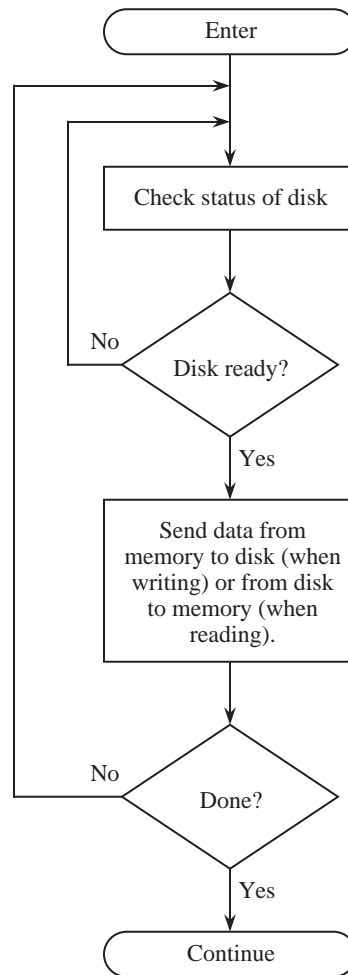 Enter
Check status of disk
No
Disk ready?
Yes
Send data from
memory to disk (when
writing) or from disk
to memory (when
reading).
No
Done?
Yes
Continue